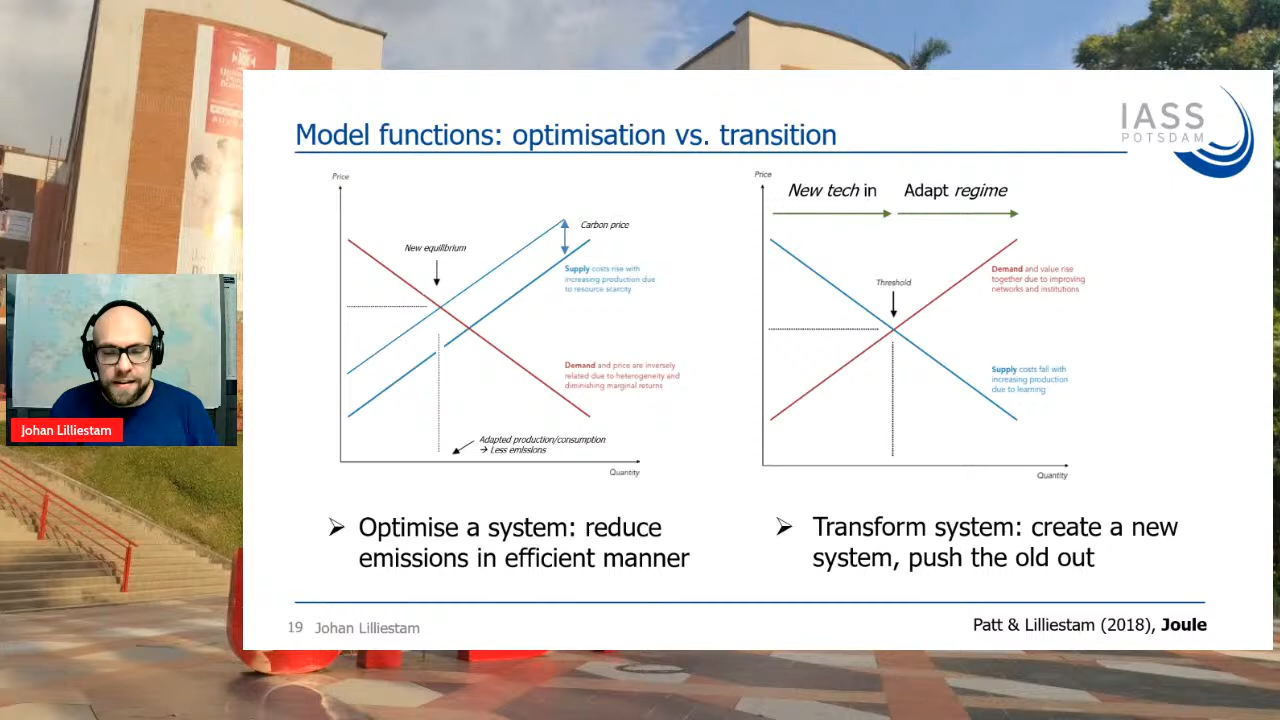 Model functions: optimisation vs. transition
IASS
POTSDAM
Price
New equilibrium
Carbon price
Supply costs rise with
increasing production due
to resource scarcity
Demand and price are inversely
related due to heterogeneity and
diminishing marginal returns
Adapted production/consumption
→ Less emissions
Quantity
Price
New tech in
Adapt regime
Threshold
Demand and value rise
together due to improving
networks and institutions
Supply costs fall with
increasing production
due to learning
Quantity
➢ Optimise a system: reduce
emissions in efficient manner
➢ Transform system: create a new
system, push the old out
19 Johan Lilliestam
Patt & Lilliestam (2018), Joule
Johan Lilliestam